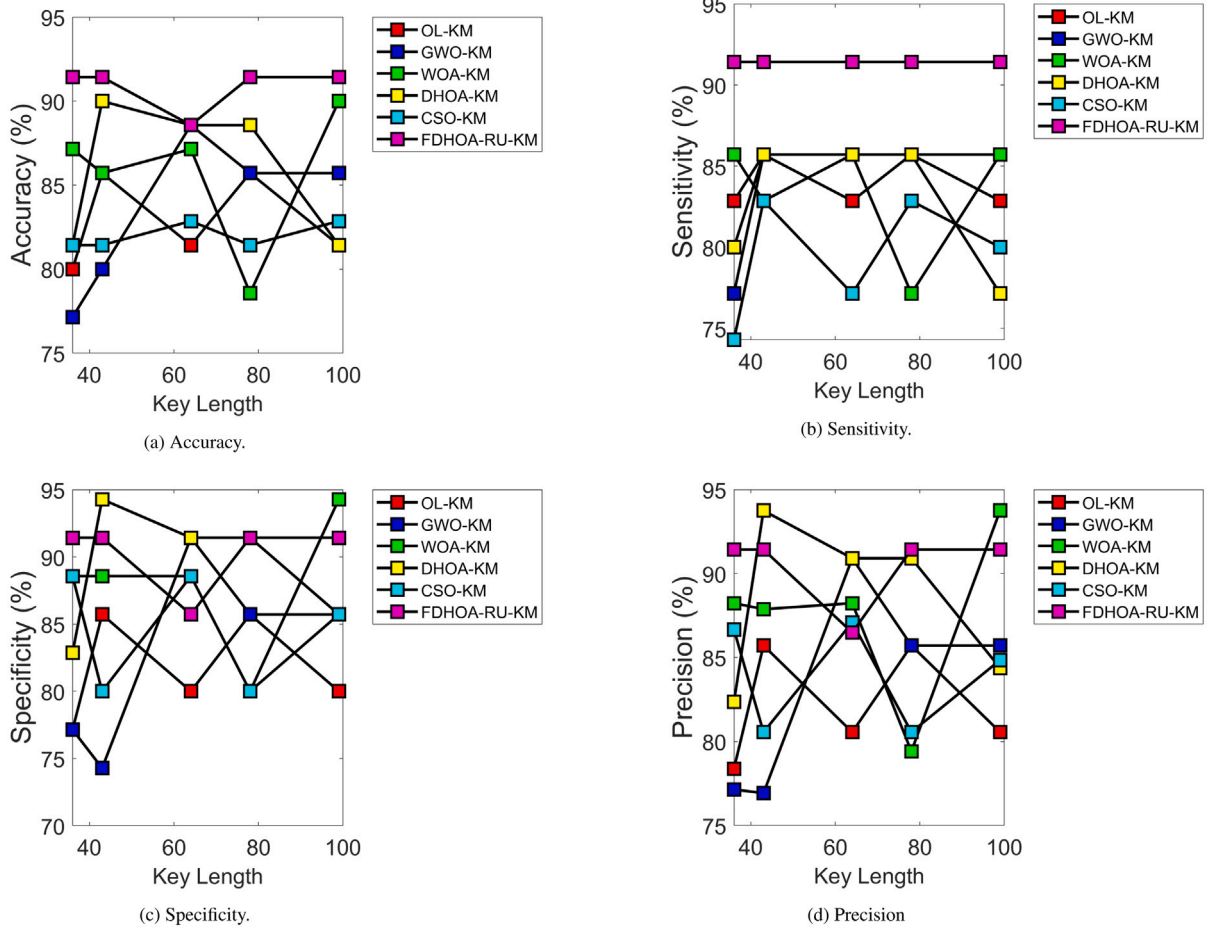 95
90
85
80
75
Accuracy (%)
40 60 80 100
Key Length
OL-KM
GWO-KM
WOA-KM
DHOA-KM
CSO-KM
FDHOA-RU-KM
(a) Accuracy.
95
90
85
80
75
Sensitivity (%)
40 60 80 100
Key Length
OL-KM
GWO-KM
WOA-KM
DHOA-KM
CSO-KM
FDHOA-RU-KM
(b) Sensitivity.
95
90
85
80
75
70
Specificity (%)
40 60 80 100
Key Length
OL-KM
GWO-KM
WOA-KM
DHOA-KM
CSO-KM
FDHOA-RU-KM
(c) Specificity.
95
90
85
80
75
Precision (%)
40 60 80 100
Key Length
OL-KM
GWO-KM
WOA-KM
DHOA-KM
CSO-KM
FDHOA-RU-KM
(d) Precision